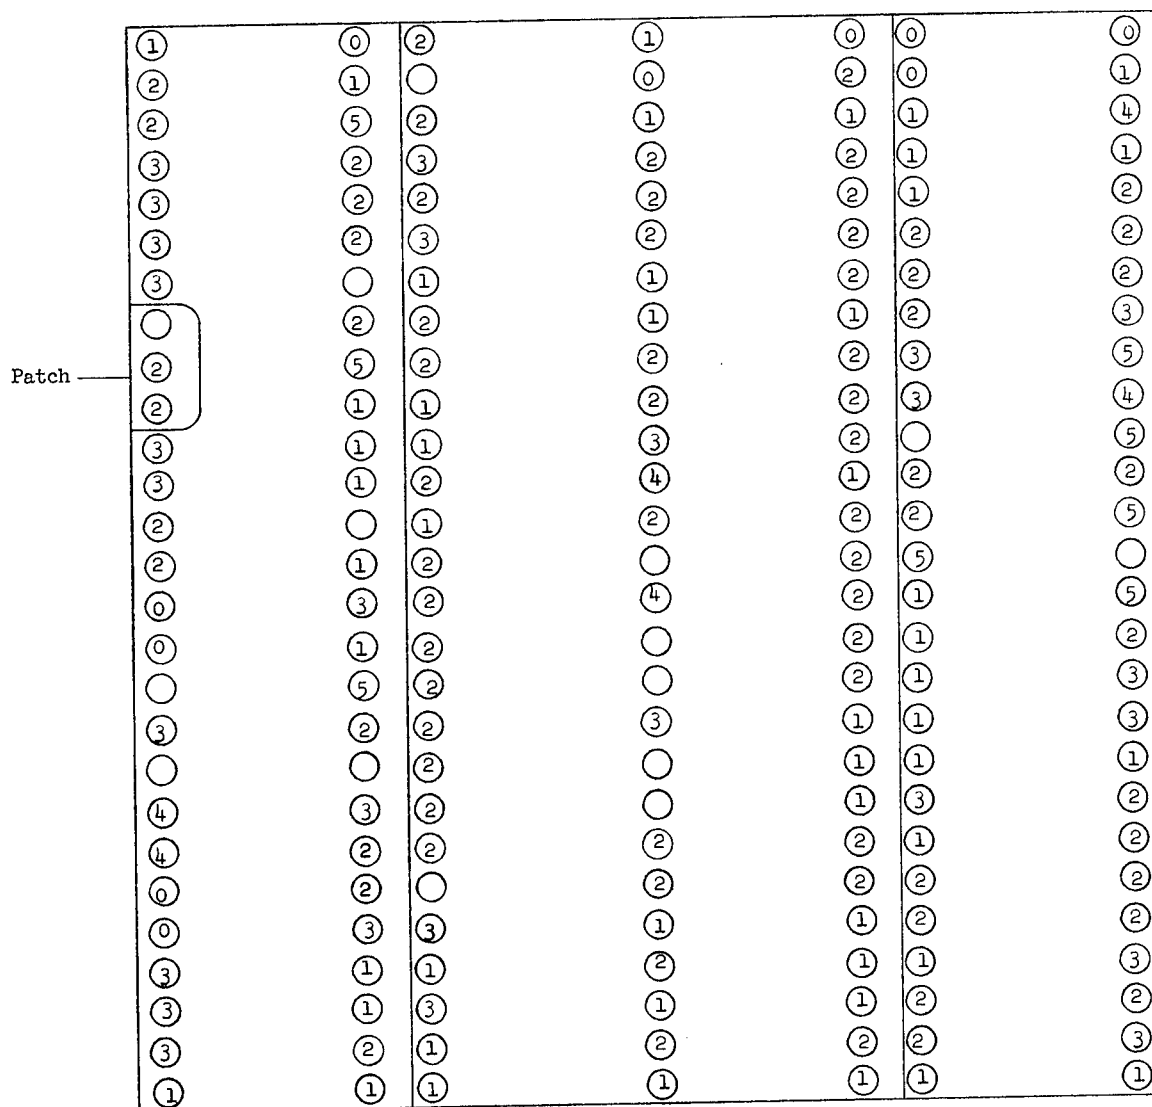 1 0 2 1 0 0 0
2 1 0 2 0 1
2 5 2 1 1 1 4
3 2 3 2 2 1 1
3 2 2 2 2 1 2
3 2 3 2 2 2 2
3 1 1 2 2 2
2 2 1 1 2 3
Patch 2 5 2 2 2 3 5
2 1 1 2 2 3 4
3 1 1 3 2 5
3 1 2 4 1 2 2
2 1 2 2 2 5
2 1 2 2 5
0 3 2 4 2 1 5
0 1 2 2 1 2
5 2 2 1 3
3 2 2 3 1 1 3
2 1 1 1
4 3 2 1 3 2
4 2 2 2 2 1 2
0 2 2 2 2 2
0 3 3 1 1 2 2
3 1 1 2 1 1 3
3 1 3 1 1 2 2
3 2 1 2 2 2 3
1 1 1 1 1 1 1